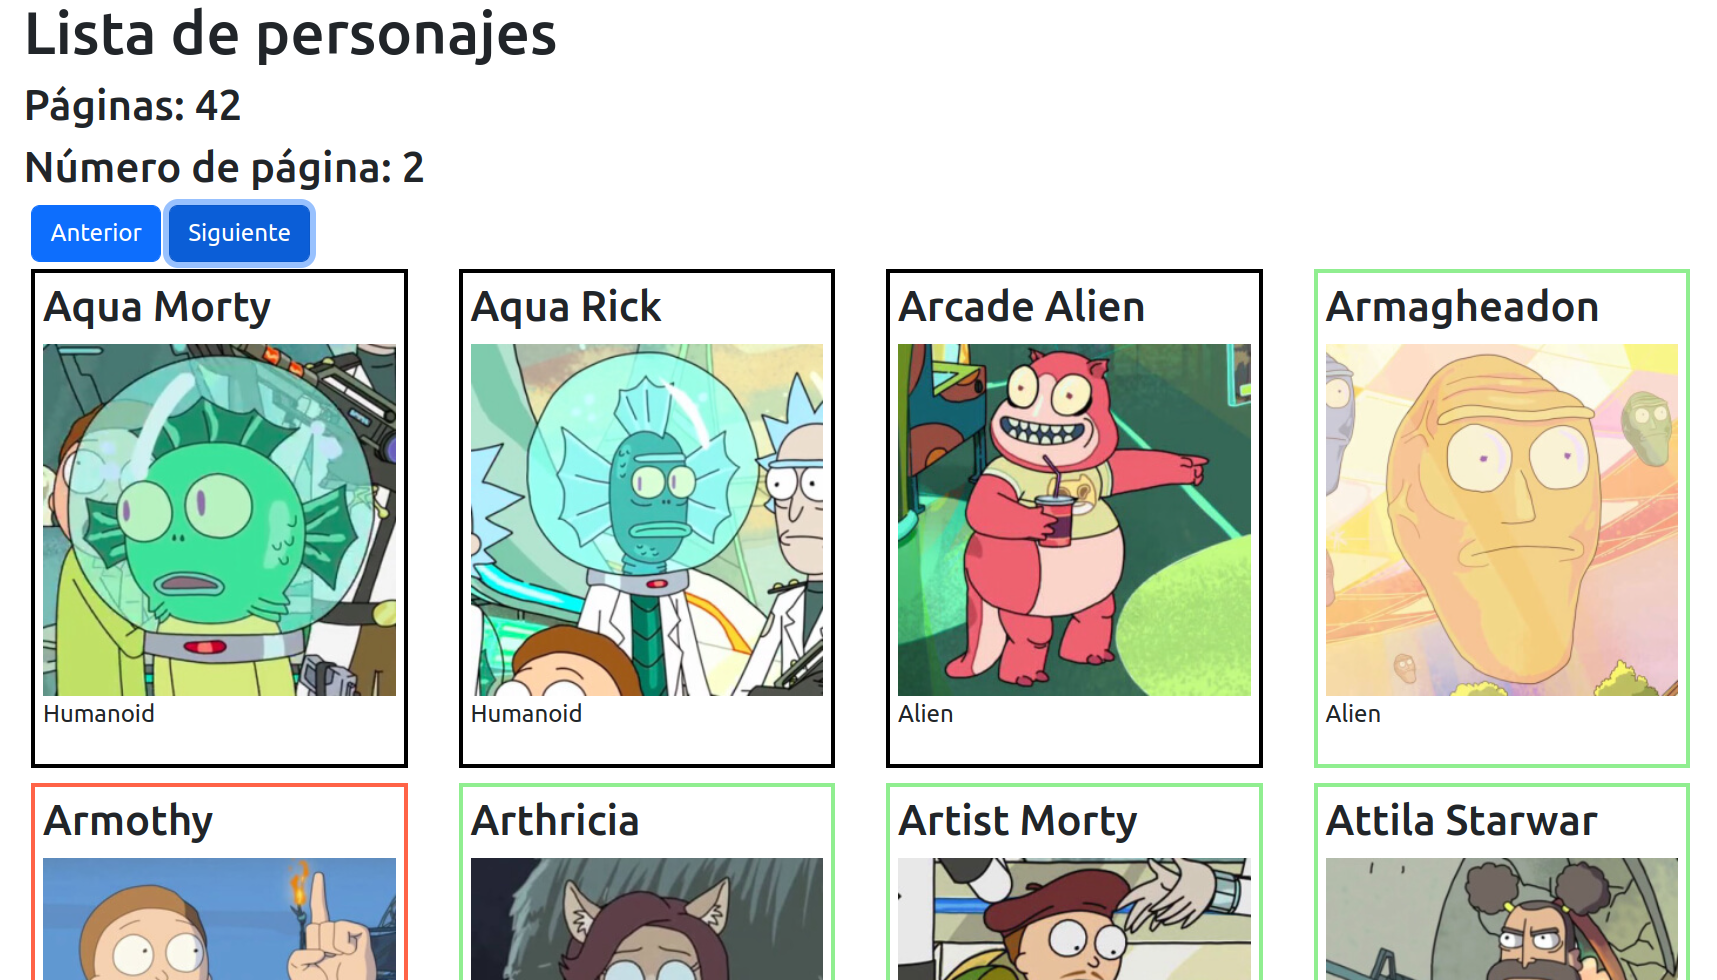 Lista de personajes
Páginas: 42
Número de página: 2
Anterior Siguiente
Aqua Morty
Humanoid
Aqua Rick
Humanoid
Arcade Alien
Alien
Armagheadon
Alien
Armothy
Arthricia
Artist Morty
Attila Starwar